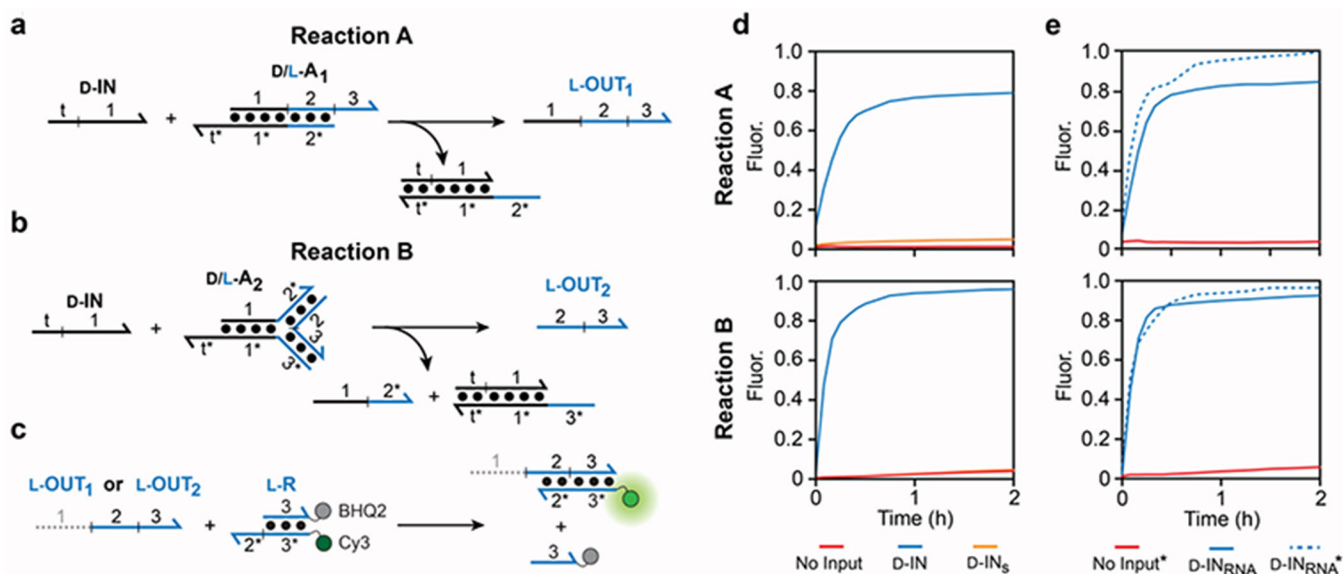 a
Reaction A
D-IN
t 1
+
D/L-A1
1 2 3
t* 1* 2*
L-OUT1
1 2 3
t 1
t* 1* 2*
b
Reaction B
D-IN
t 1
+
D/L-A2
1 2* 2
t* 1* 3* 3
L-OUT2
2 3
1 2*
+
t 1
t* 1* 3*
c
L-OUT1 or L-OUT2
1 2 3
+
L-R
3 BHQ2
2* 3* Cy3
1 2 3
2* 3*
+
3
d
Reaction A
Fluor.
1.0
0.8
0.6
0.4
0.2
0
0 1 2
Reaction B
Fluor.
1.0
0.8
0.6
0.4
0.2
0
0 1 2
Time (h)
No Input D-IN D-INS
e
Fluor.
1.0
0.8
0.6
0.4
0.2
0
0 1 2
Fluor.
1.0
0.8
0.6
0.4
0.2
0
0 1 2
Time (h)
No Input* D-INRNA D-INRNA*